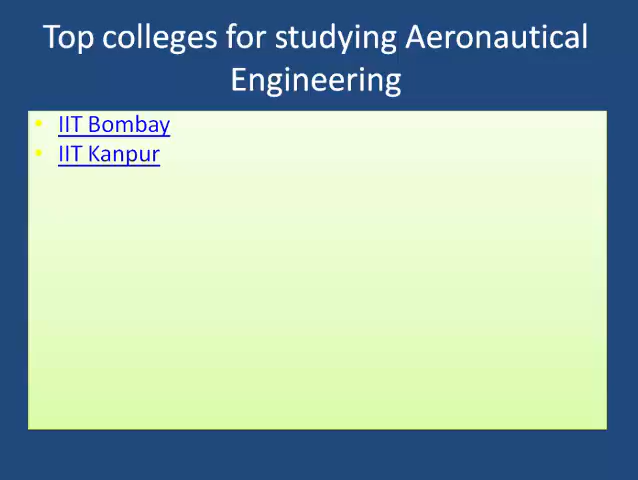 Top colleges for studying Aeronautical
Engineering
• IIT Bombay
• IIT Kanpur